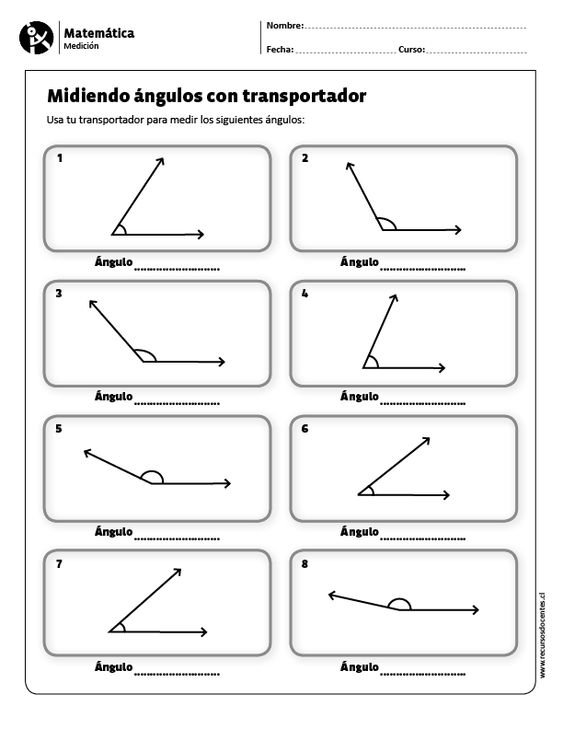 Matemática
Medición
Nombre:
Fecha: Curso:
Midiendo ángulos con transportador
Usa tu transportador para medir los siguientes ángulos:
1 2
Ángulo Ángulo
3 4
Ángulo Ángulo
5 6
Ángulo Ángulo
7 8
Ángulo Ángulo
www.recursosdocentes.cl